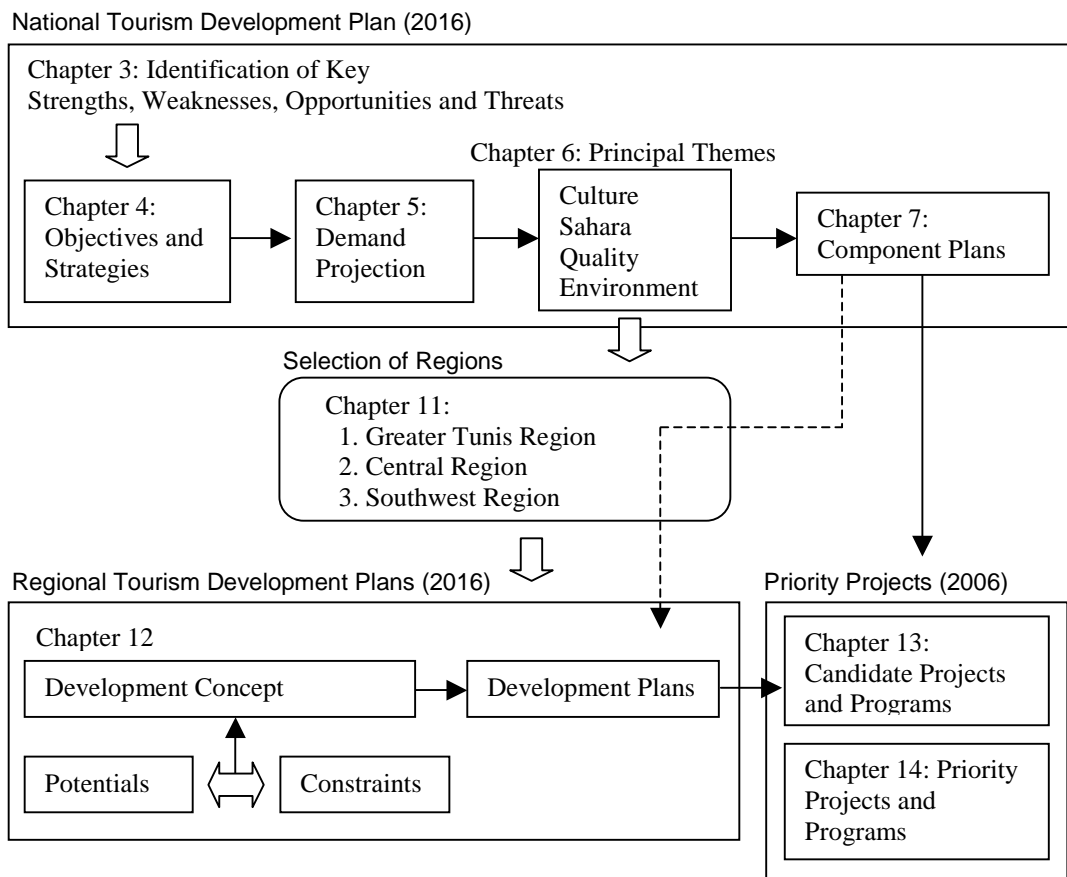 National Tourism Development Plan (2016)
Chapter 3: Identification of Key
Strengths, Weaknesses, Opportunities and Threats
Chapter 4:
Objectives and
Strategies
Chapter 5:
Demand
Projection
Chapter 6: Principal Themes
Culture
Sahara
Quality
Environment
Chapter 7:
Component Plans
Selection of Regions
Chapter 11:
1. Greater Tunis Region
2. Central Region
3. Southwest Region
Regional Tourism Development Plans (2016)
Chapter 12
Development Concept
Development Plans
Potentials
Constraints
Priority Projects (2006)
Chapter 13:
Candidate Projects
and Programs
Chapter 14: Priority
Projects and
Programs